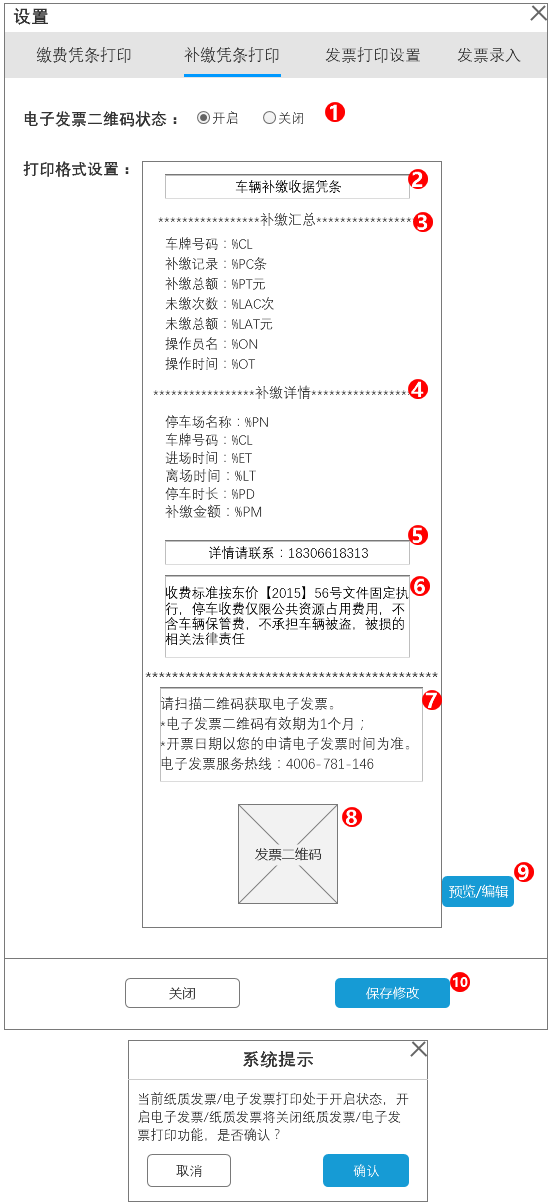 设置
缴费凭条打印 补缴凭条打印 发票打印设置 发票录入
电子发票二维码状态： 开启 关闭 1
打印格式设置：
车辆补缴收据凭条 2
*****************补缴汇总**************** 3
车牌号码：%CL
补缴记录：%PC条
补缴总额：%PT元
未缴次数：%LAC次
未缴总额：%LAT元
操作员名：%ON
操作时间：%OT
*****************补缴详情***************** 4
停车场名称：%PN
车牌号码：%CL
进场时间：%ET
离场时间：%LT
停车时长：%PD
补缴金额：%PM
5
详情请联系：18306618313
6
收费标准按东价【2015】56号文件固定执
行，停车收费仅限公共资源占用费用，不
含车辆保管费，不承担车辆被盗，被损的
相关法律责任
********************************************
7
请扫描二维码获取电子发票。
*电子发票二维码有效期为1个月；
*开票日期以您的申请电子发票时间为准。
电子发票服务热线：4006-781-146
8
发票二维码
9
预览/编辑
关闭 保存修改 10
系统提示
当前纸质发票/电子发票打印处于开启状态，开
启电子发票/纸质发票将关闭纸质发票/电子发
票打印功能，是否确认？
取消 确认